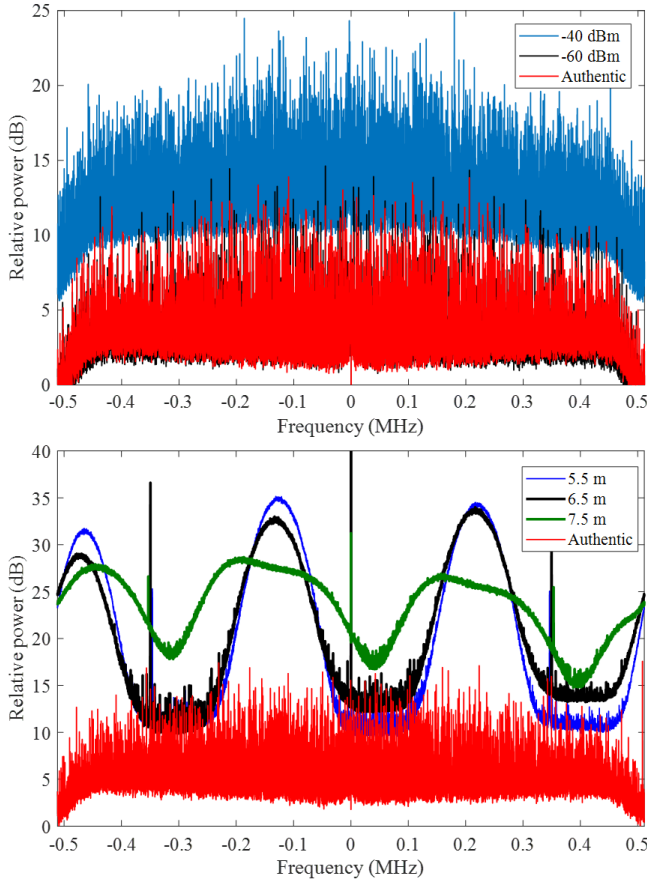 25
20
15
10
5
0
Relative power (dB)
-40 dBm
-60 dBm
Authentic
-0.5 -0.4 -0.3 -0.2 -0.1 0 0.1 0.2 0.3 0.4 0.5
Frequency (MHz)
40
35
30
25
20
15
10
5
0
Relative power (dB)
5.5 m
6.5 m
7.5 m
Authentic
-0.5 -0.4 -0.3 -0.2 -0.1 0 0.1 0.2 0.3 0.4 0.5
Frequency (MHz)